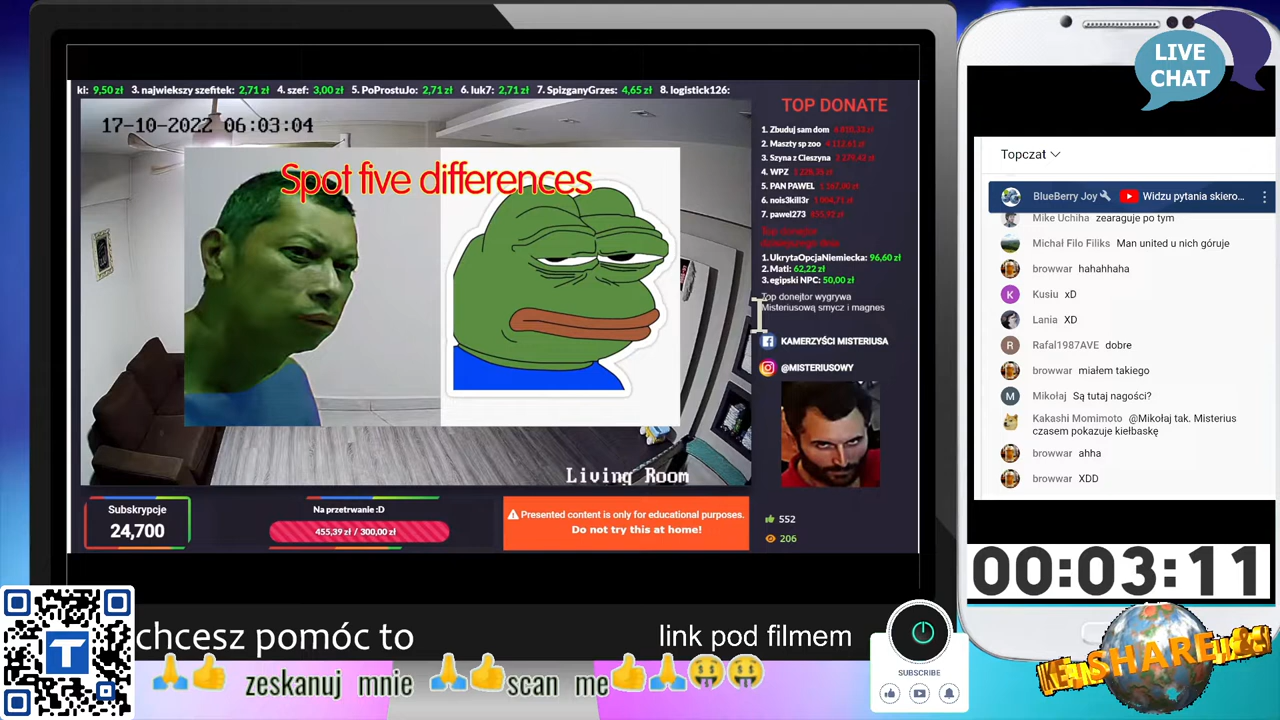 ki: 9,50 zł 3. najwiekszy szefitek: 2,71 zł 4. szef: 3,00 zł 5. PoProstuJo: 2,71 zł 6. luk7: 2,71 zł 7. SpizganyGrzes: 4,65 zł 8. logistick126:
17-10-2022 06:03:04
Spot five differences
Living Room
TOP DONATE
1. Zbuduj sam dom
2. Maszty sp zoo
3. Szyna z Cieszyna
4. WPZ
5. PAN PAWEL
6. nois3kill3r
7. pawel273
1.UkrytaOpcjaNiemiecka: 96,60 zł
2.Mati: 62,22 zł
3.egipski NPC: 50,00 zł
Top donejtor wygrywa
Misteriusową smycz i magnes
KAMERZYŚCI MISTERIUSA
@MISTERIUSOWY
552
206
Subskrypcje
24,700
Na przetrwanie :D
455,39 zł / 300,00 zł
Presented content is only for educational purposes.
Do not try this at home!
LIVE
CHAT
Topczat
BlueBerry Joy Widzu pytania skiero...
Mike Uchiha zearaguje po tym
Michał Filo Filiks Man united u nich góruje
browwar hahahhaha
Kusiu xD
Lania XD
Rafal1987AVE dobre
browwar miałem takiego
Mikołaj Są tutaj nagości?
Kakashi Momimoto @Mikołaj tak. Misterius
czasem pokazuje kiełbaskę
browwar ahha
browwar XDD
00:03:11
chcesz pomóc to
link pod filmem
zeskanuj mnie
scan me
T
SUBSCRIBE
SHARE